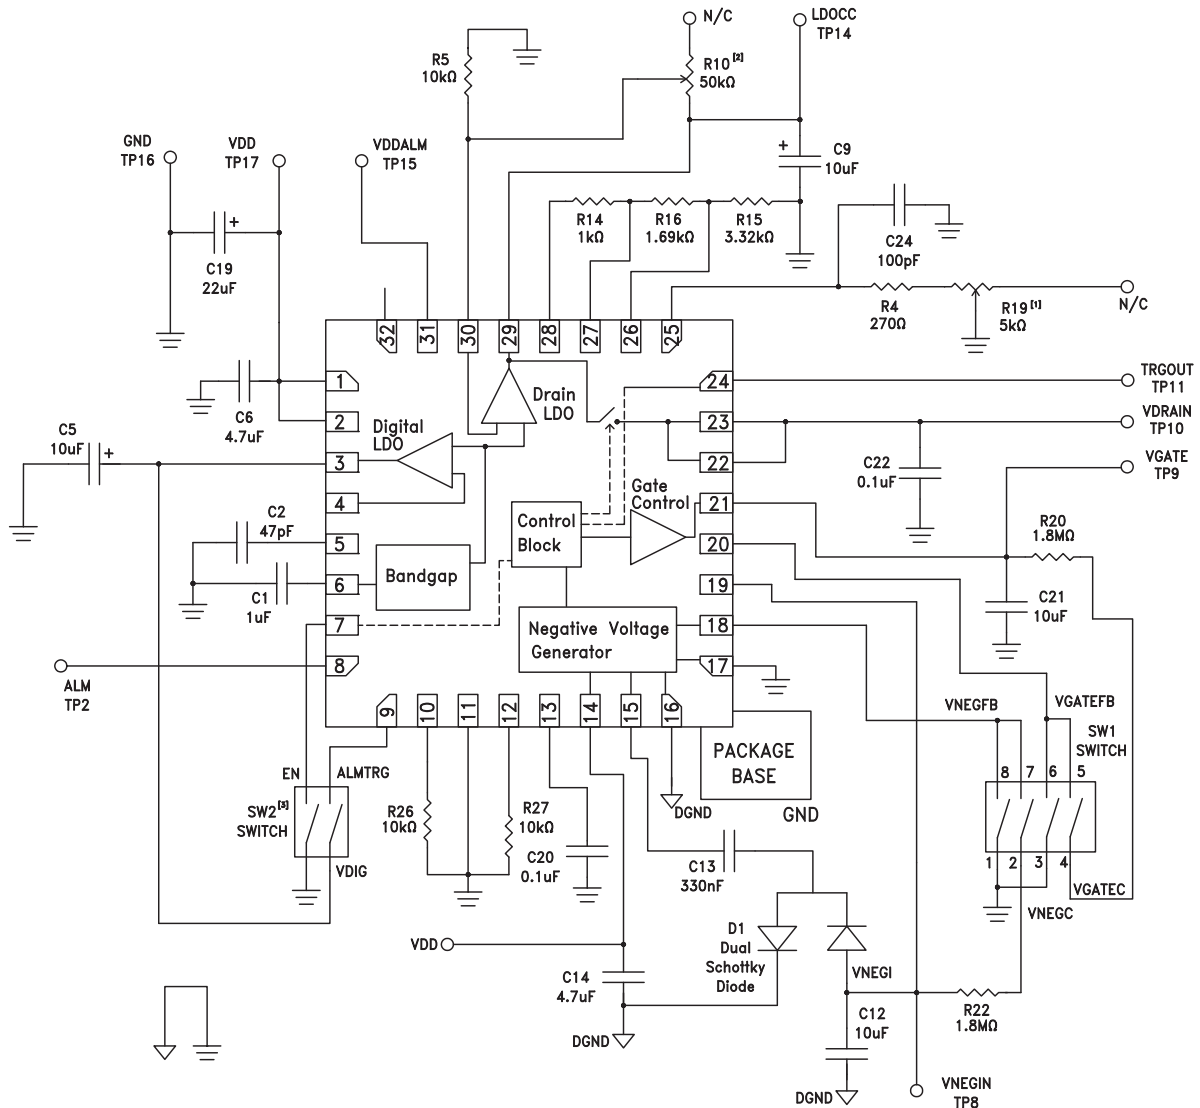 N/C
LDOCC
TP14
R5
10kΩ
R10[2]
50kΩ
GND
TP16
VDD
TP17
VDDALM
TP15
C9
10uF
+
C19
22uF
+
R14
1kΩ
R16
1.69kΩ
R15
3.32kΩ
C24
100pF
R4
270Ω
R19[1]
5kΩ
N/C
32
31
30
29
28
27
26
25
C6
4.7uF
1
2
3
4
5
6
7
8
C5
10uF
+
C2
47pF
C1
1uF
ALM
TP2
Drain
LDO
Digital
LDO
Gate
Control
Control
Block
Bandgap
Negative Voltage
Generator
24
23
22
21
20
19
18
17
TRGOUT
TP11
VDRAIN
TP10
VGATE
TP9
C22
0.1uF
R20
1.8MΩ
C21
10uF
9
10
11
12
13
14
15
16
PACKAGE
BASE
GND
DGND
VNEGFB
VGATEFB
SW1
SWITCH
8
7
6
5
1
2
3
4
VGATEC
VNEGC
EN
ALMTRG
SW2[3]
SWITCH
VDIG
R26
10kΩ
R27
10kΩ
C20
0.1uF
C13
330nF
VDD
C14
4.7uF
DGND
D1
Dual
Schottky
Diode
VNEGI
C12
10uF
DGND
R22
1.8MΩ
VNEGIN
TP8